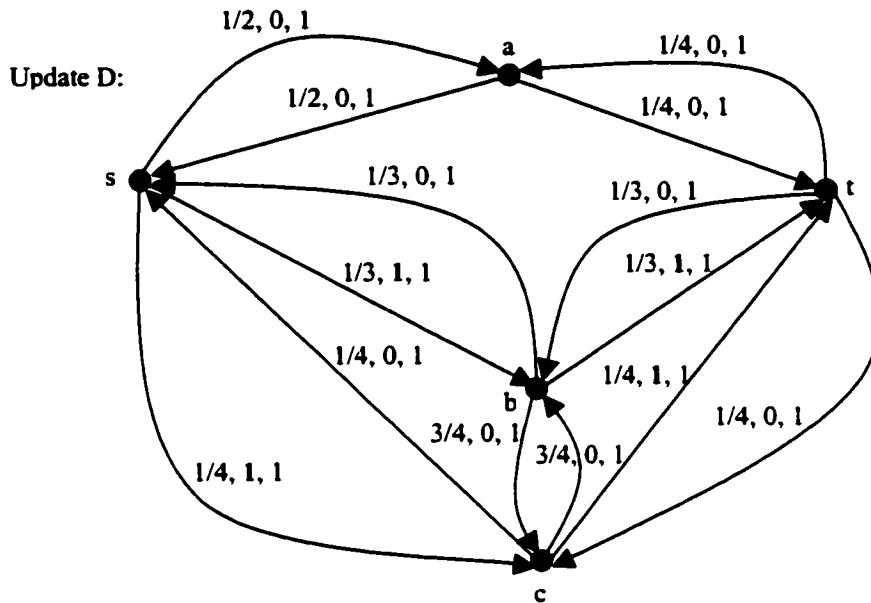 1/2, 0, 1
a
1/4, 0, 1
Update D:
1/2, 0, 1
1/4, 0, 1
s
1/3, 0, 1
1/3, 0, 1
t
1/3, 1, 1
1/3, 1, 1
1/4, 0, 1
1/4, 1, 1
b
1/4, 0, 1
3/4, 0, 1
3/4, 0, 1
1/4, 1, 1
c